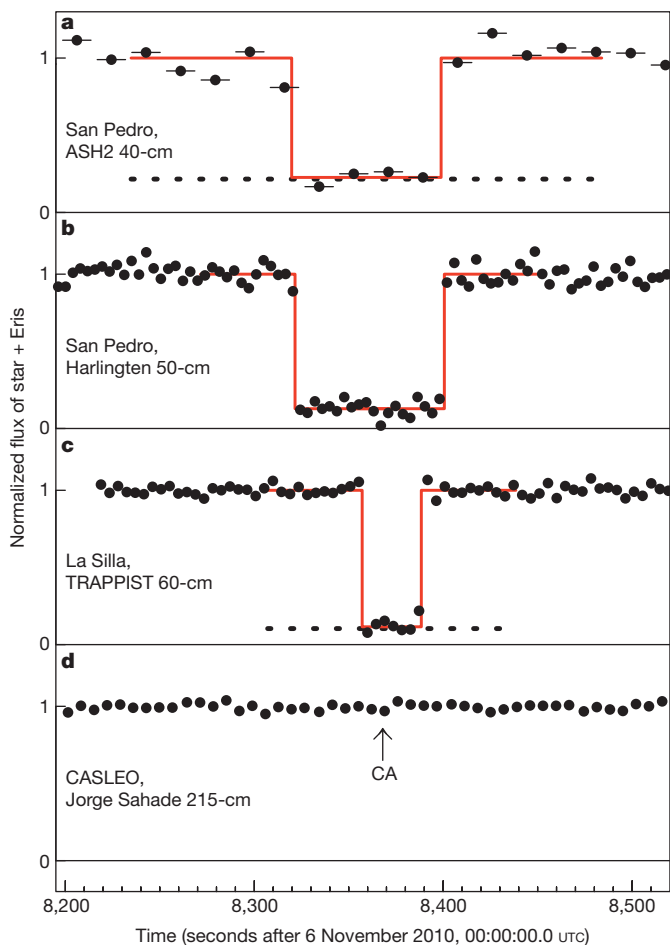 a
1
San Pedro,
ASH2 40-cm
0
b
1
San Pedro,
Harlingten 50-cm
0
c
1
La Silla,
TRAPPIST 60-cm
0
d
1
CA
CASLEO,
Jorge Sahade 215-cm
0
Normalized flux of star + Eris
8,200 8,300 8,400 8,500
Time (seconds after 6 November 2010, 00:00:00.0 UTC)